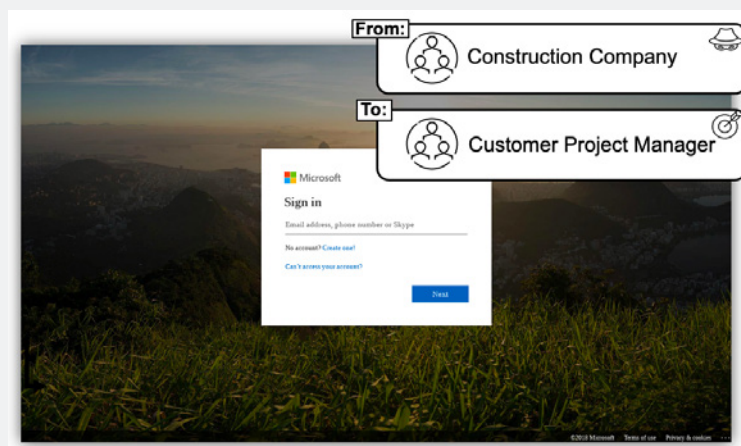 From:
Construction Company
To:
Customer Project Manager
Microsoft
Sign in
Email address, phone number or Skype
No account? Create one!
Can't access your account?
Next
©2018 Microsoft Terms of use Privacy & cookies ...